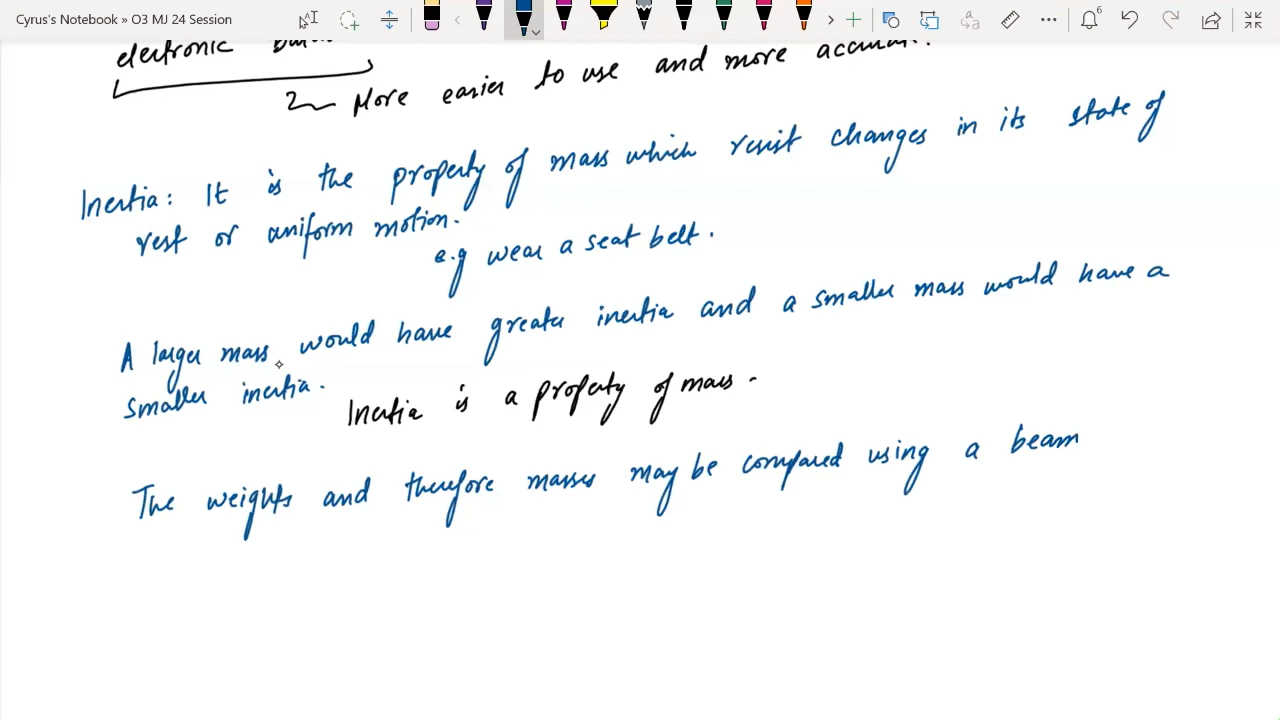 Cyrus's Notebook » O3 MJ 24 Session
6
electronic
2 More easier to use and more
Inertia: It is the property of mass which resist changes in its state of
rest or uniform motion.
e.g wear a seat belt.
A larger mass would have greater inertia and a smaller mass would have a
smaller inertia.
Inertia is a property of mass.
The weights and therefore masses may be compared using a beam